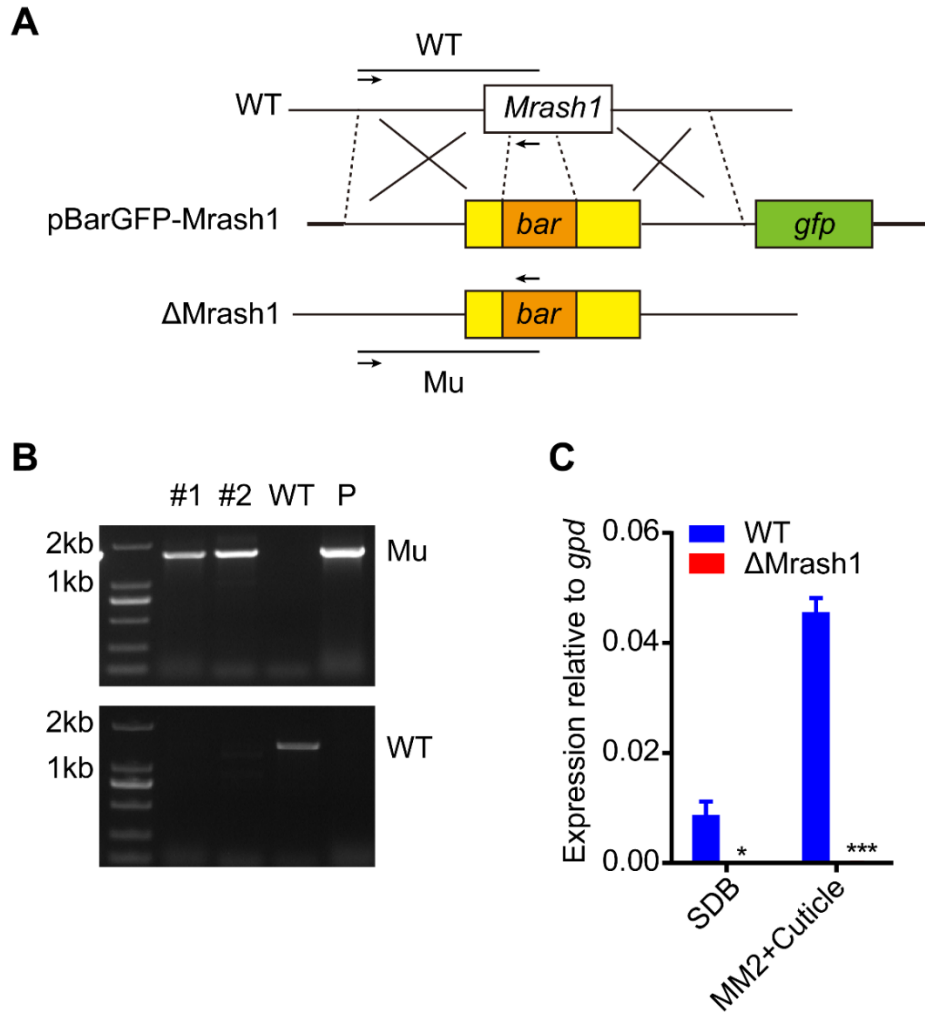 A
WT
WT Mrash1
pBarGFP-Mrash1 bar gfp
ΔMrash1 bar
Mu
B
#1 #2 WT P
2kb
1kb
Mu
2kb
1kb
WT
C
WT
ΔMrash1
Expression relative to gpd
0.06
0.04
0.02
0.00
* ***
SDB
MM2+Cuticle